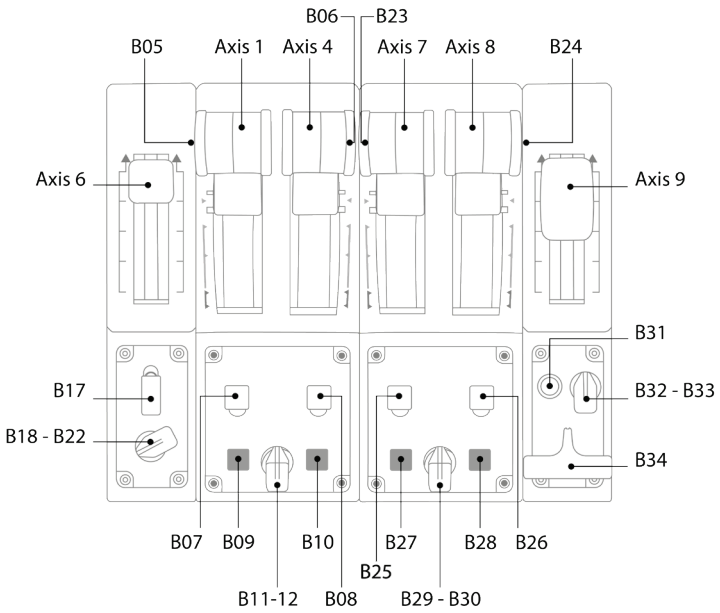 B06
B23
B05
Axis 1
Axis 4
Axis 7
Axis 8
B24
Axis 6
Axis 9
B31
B17
B32 - B33
B18 - B22
B34
B07
B09
B10
B27
B28
B26
B25
B11-12
B08
B29 - B30